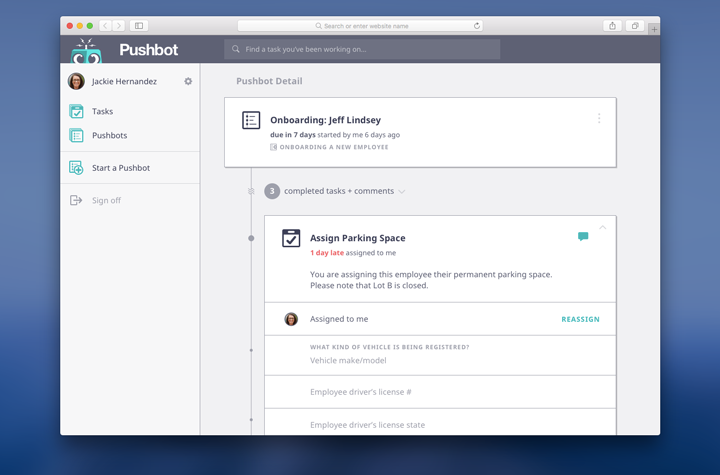 Search or enter website name
Pushbot
Find a task you've been working on...
Jackie Hernandez
Tasks
Pushbots
Start a Pushbot
Sign off
Pushbot Detail
Onboarding: Jeff Lindsey
due in 7 days started by me 6 days ago
ONBOARDING A NEW EMPLOYEE
3 completed tasks + comments
Assign Parking Space
1 day late assigned to me
You are assigning this employee their permanent parking space.
Please note that Lot B is closed.
Assigned to me
REASSIGN
WHAT KIND OF VEHICLE IS BEING REGISTERED?
Vehicle make/model
Employee driver's license #
Employee driver's license state